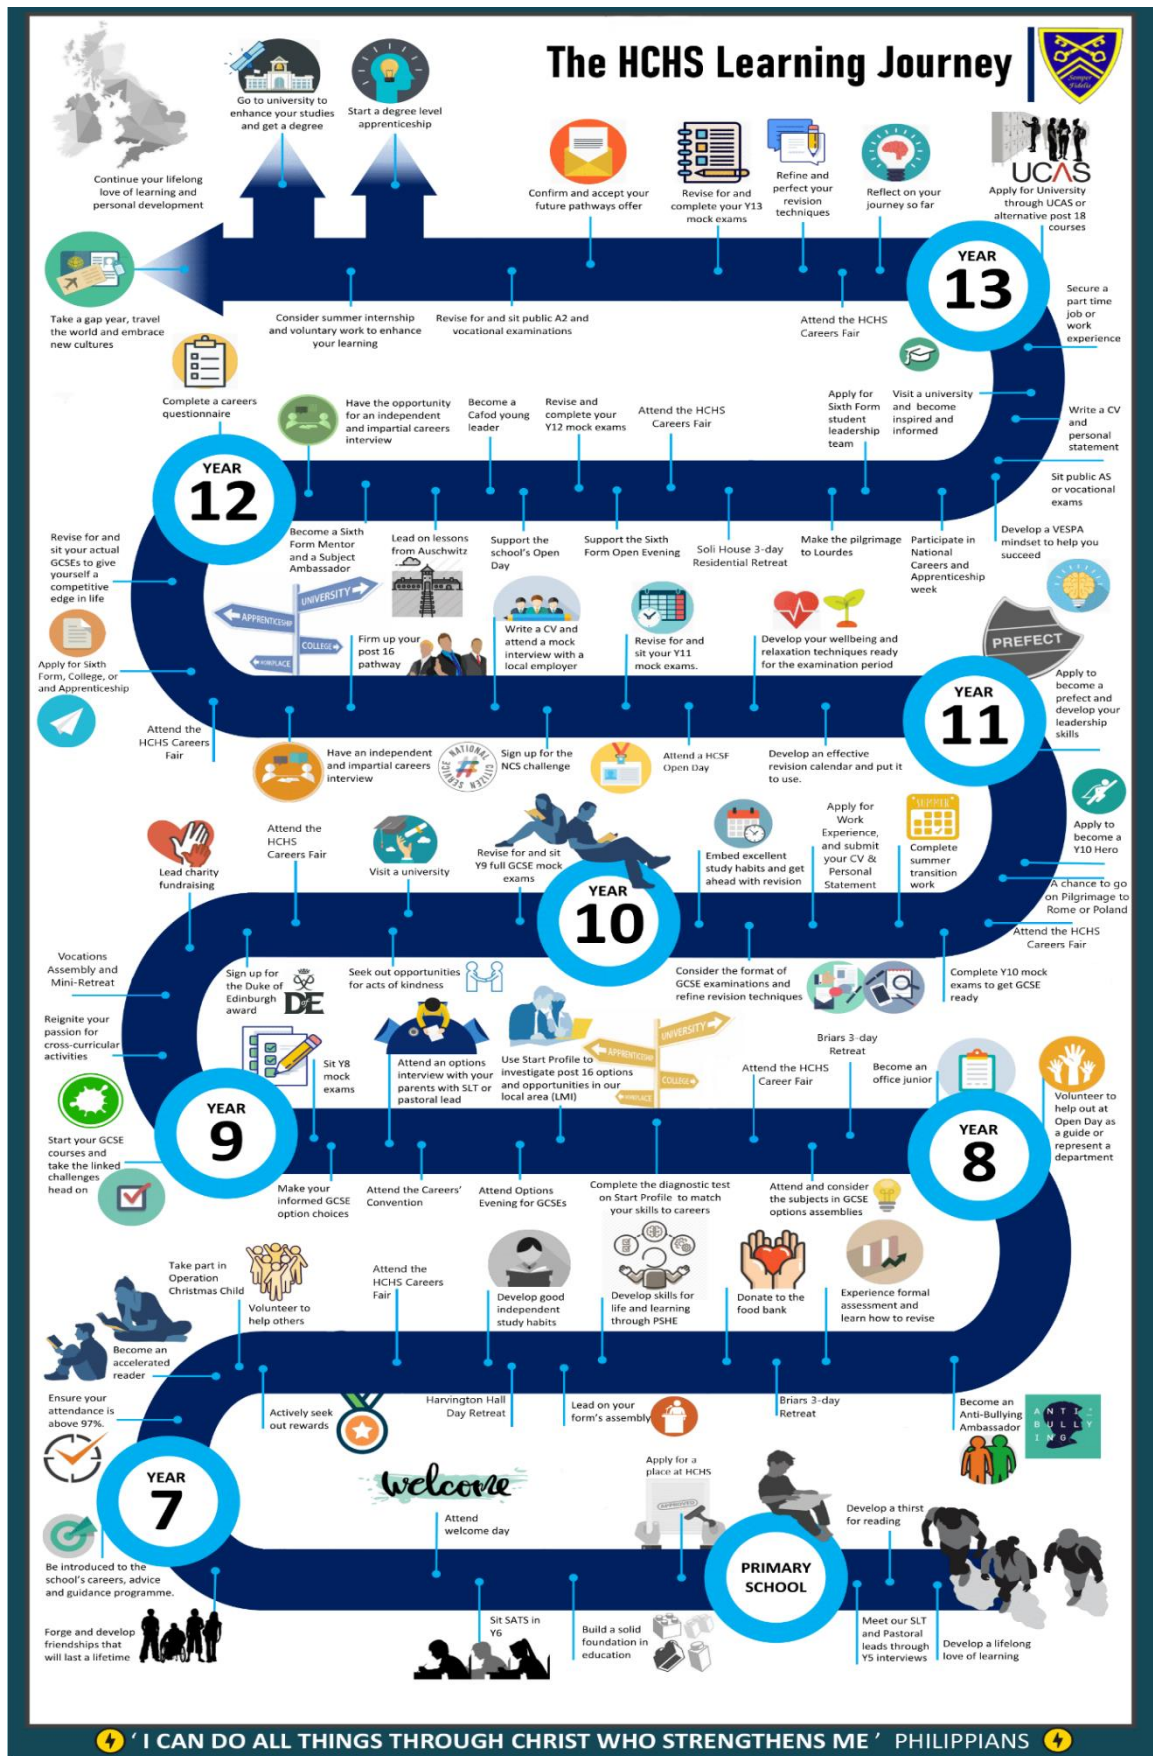 The HCHS Learning Journey
Semper
Fidelis
Go to university to
enhance your studies
and get a degree
Start a degree level
apprenticeship
Continue your lifelong
love of learning and
personal development
Confirm and accept your
future pathways offer
Revise for and
complete your Y13
mock exams
Refine and
perfect your
revision
techniques
Reflect on your
journey so far
UCAS
Apply for University
through UCAS or
alternative post 18
courses
YEAR
13
Take a gap year, travel
the world and embrace
new cultures
Consider summer internship
and voluntary work to enhance
your learning
Revise for and sit public A2 and
vocational examinations
Attend the HCHS
Careers Fair
Secure a
part time
job or
work
experience
Complete a careers
questionnaire
Have the opportunity
for an independent
and impartial careers
interview
Become a
Cafod young
leader
Revise and
complete your
Y12 mock exams
Attend the HCHS
Careers Fair
Apply for
Sixth Form
student
leadership
team
Visit a university
and become
inspired and
informed
Write a CV
and
personal
statement
YEAR
12
Sit public AS
or vocational
exams
Revise for and
sit your actual
GCSEs to give
yourself a
competitive
edge in life
Become a Sixth
Form Mentor
and a Subject
Ambassador
Lead on lessons
from Auschwitz
Support the
school's Open
Day
Support the Sixth
Form Open Evening
Soli House 3-day
Residential Retreat
Make the pilgrimage
to Lourdes
Participate in
National
Careers and
Apprenticeship
week
Develop a VESPA
mindset to help you
succeed
UNIVERSITY
APPRENTICESHIP
COLLEGE
WORKPLACE
Apply for Sixth
Form, College, or
and Apprenticeship
Firm up your
post 16
pathway
Write a CV and
attend a mock
interview with a
local employer
Revise for and
sit your Y11
mock exams.
Develop your wellbeing and
relaxation techniques ready
for the examination period
PREFECT
YEAR
11
Apply to
become a
prefect and
develop your
leadership
skills
Attend the
HCHS Careers
Fair
Have an independent
and impartial careers
interview
NATIONAL
CITIZEN
SERVICE
Sign up for the
NCS challenge
Attend a HCSF
Open Day
Develop an effective
revision calendar and put it
to use.
Lead charity
fundraising
Attend the
HCHS
Careers Fair
Visit a university
Revise for and sit
Y9 full GCSE mock
exams
YEAR
10
Embed excellent
study habits and get
ahead with revision
Apply for
Work
Experience,
and submit
your CV &
Personal
Statement
Complete
summer
transition
work
Apply to
become a
Y10 Hero
A chance to go
on Pilgrimage to
Rome or Poland
Attend the HCHS
Careers Fair
Vocations
Assembly and
Mini-Retreat
Sign up for
the Duke of
Edinburgh
award
DofE
Seek out opportunities
for acts of kindness
Consider the format of
GCSE examinations and
refine revision techniques
Complete Y10 mock
exams to get GCSE
ready
Reignite your
passion for
cross-curricular
activities
Sit Y8
mock
exams
Attend an options
interview with your
parents with SLT or
pastoral lead
Use Start Profile to
investigate post 16 options
and opportunities in our
local area (LMI)
UNIVERSITY
APPRENTICESHIP
COLLEGE
WORKPLACE
Attend the HCHS
Career Fair
Briars 3-day
Retreat
Become an
office junior
Volunteer to
help out at
Open Day as
a guide or
represent a
department
YEAR
9
YEAR
8
Start your GCSE
courses and
take the linked
challenges
head on
Make your
informed GCSE
option choices
Attend the Careers'
Convention
Attend Options
Evening for GCSEs
Complete the diagnostic test
on Start Profile to match
your skills to careers
Attend and consider
the subjects in GCSE
options assemblies
Take part in
Operation
Christmas Child
Volunteer to
help others
Attend the
HCHS Careers
Fair
Develop good
independent
study habits
Develop skills for
life and learning
through PSHE
Donate to the
food bank
Experience formal
assessment and
learn how to revise
Become an
accelerated
reader
Ensure your
attendance is
above 97%.
Actively seek
out rewards
Harvington Hall
Day Retreat
Lead on your
form's assembly
Briars 3-day
Retreat
Become an
Anti-Bullying
Ambassador
ANTI
BULLY
ING
YEAR
7
welcome
Attend
welcome day
Apply for a
place at HCHS
APPROVED
PRIMARY
SCHOOL
Develop a thirst
for reading
Be introduced to the
school's careers, advice
and guidance programme.
Forge and develop
friendships that
will last a lifetime
Sit SATS in
Y6
Build a solid
foundation in
education
Meet our SLT
and Pastoral
leads through
Y5 interviews
Develop a lifelong
love of learning
' I CAN DO ALL THINGS THROUGH CHRIST WHO STRENGTHENS ME ' PHILIPPIANS